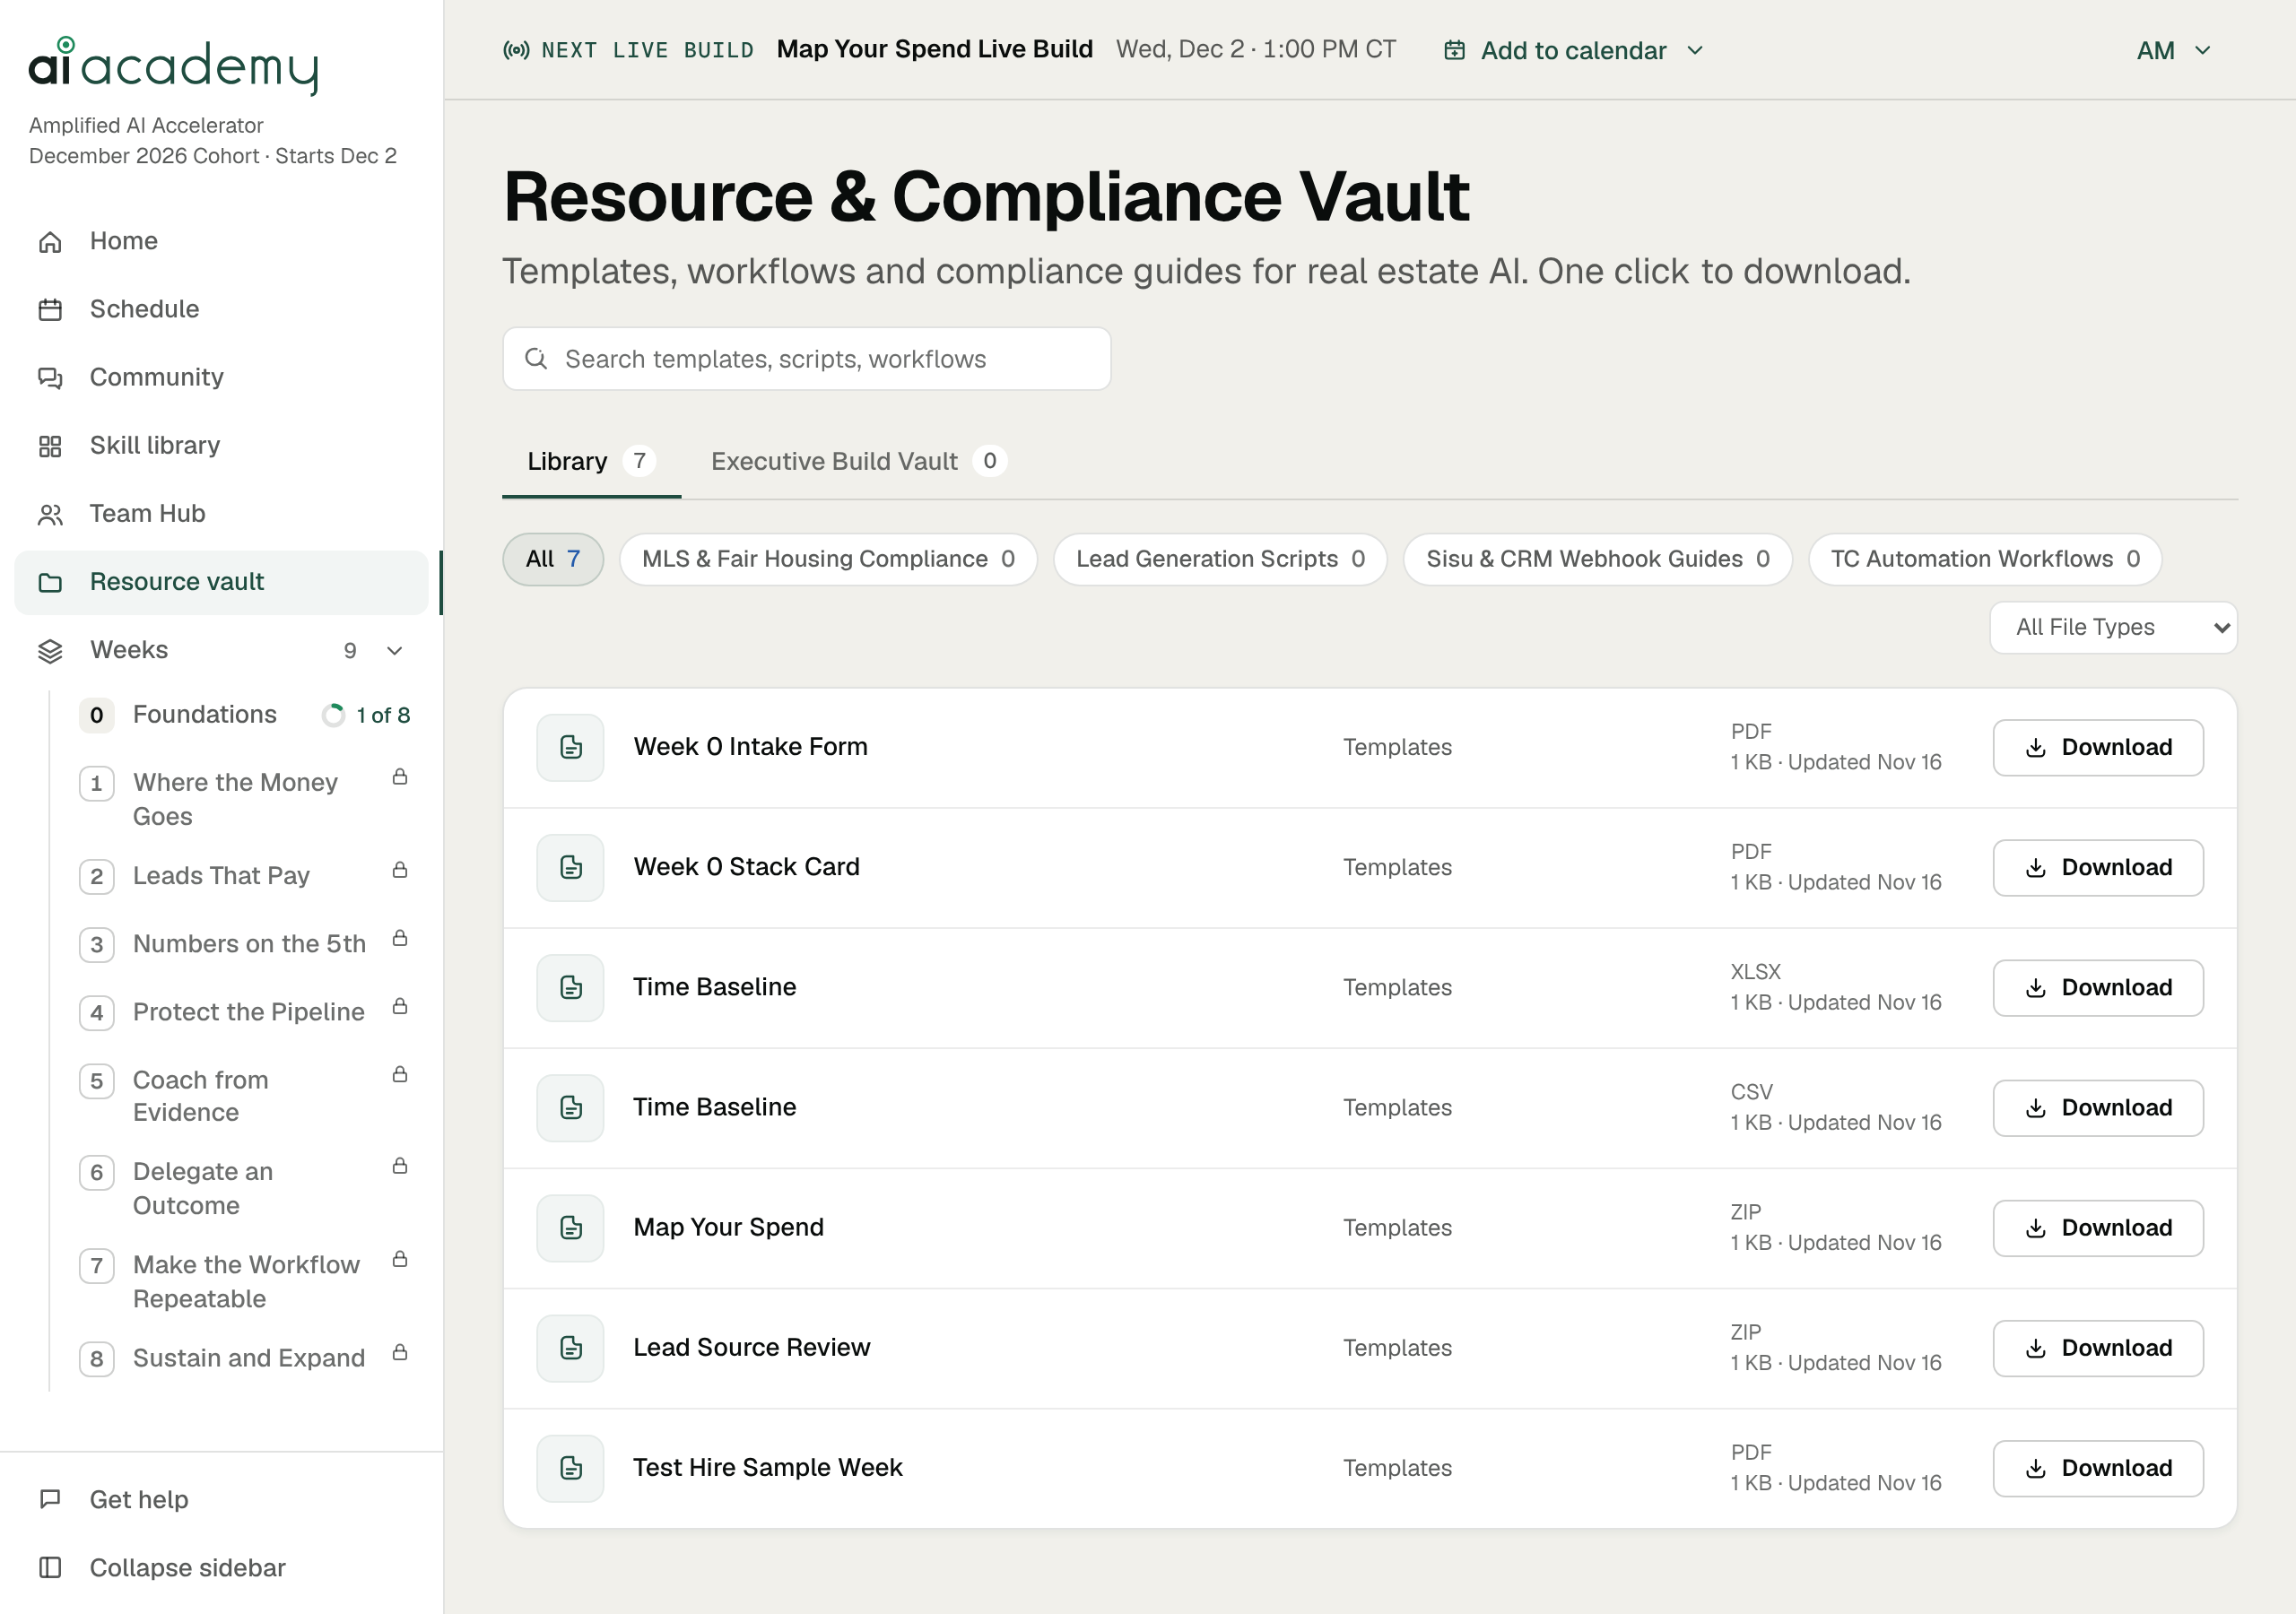 ai academy
Amplified AI Accelerator
December 2026 Cohort · Starts Dec 2
Home
Schedule
Community
Skill library
Team Hub
Resource vault
Weeks 9
0 Foundations 1 of 8
1 Where the Money
Goes
2 Leads That Pay
3 Numbers on the 5th
4 Protect the Pipeline
5 Coach from
Evidence
6 Delegate an
Outcome
7 Make the Workflow
Repeatable
8 Sustain and Expand
Get help
Collapse sidebar
NEXT LIVE BUILD Map Your Spend Live Build Wed, Dec 2 · 1:00 PM CT Add to calendar AM
Resource & Compliance Vault
Templates, workflows and compliance guides for real estate AI. One click to download.
Search templates, scripts, workflows
Library 7 Executive Build Vault 0
All 7 MLS & Fair Housing Compliance 0 Lead Generation Scripts 0 Sisu & CRM Webhook Guides 0 TC Automation Workflows 0
All File Types
Week 0 Intake Form Templates PDF Download
1 KB · Updated Nov 16
Week 0 Stack Card Templates PDF Download
1 KB · Updated Nov 16
Time Baseline Templates XLSX Download
1 KB · Updated Nov 16
Time Baseline Templates CSV Download
1 KB · Updated Nov 16
Map Your Spend Templates ZIP Download
1 KB · Updated Nov 16
Lead Source Review Templates ZIP Download
1 KB · Updated Nov 16
Test Hire Sample Week Templates PDF Download
1 KB · Updated Nov 16